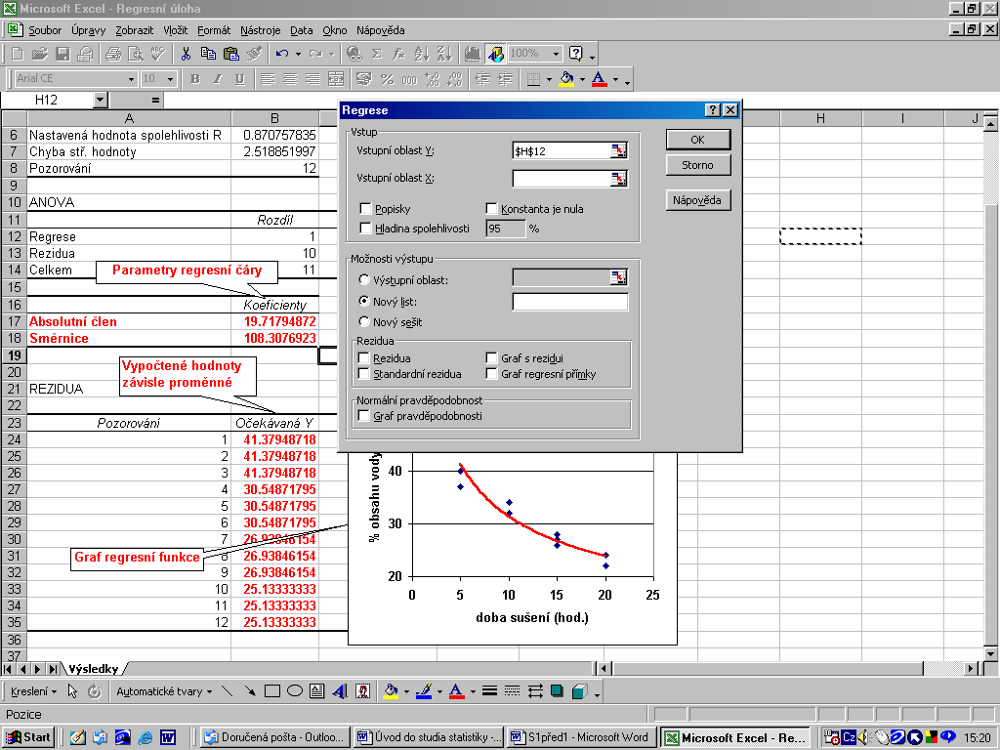 Microsoft Excel - Regresní úloha
Soubor Úpravy Zobrazit Vložit Formát Nástroje Data Okno Nápověda
100%
Arial CE 10 B I U
H12 =
A B H I J
6 Nastavená hodnota spolehlivosti R 0.870757835
7 Chyba stř. hodnoty 2.518851997
8 Pozorování 12
9
10 ANOVA
11 Rozdíl
12 Regrese 1
13 Rezidua 10
14 Celkem 11
Parametry regresní čáry
15
16 Koeficienty
17 Absolutní člen 19.71794872
18 Směrnice 108.3076923
19
20
Vypočtené hodnoty
závisle proměnné
21 REZIDUA
22
23 Pozorování Očekávaná Y
24 1 41.37948718
25 2 41.37948718
26 3 41.37948718
27 4 30.54871795
28 5 30.54871795
29 6 30.54871795
30 7 26.93846154
31 8 26.93846154
Graf regresní funkce
32 9 26.93846154
33 10 25.13333333
34 11 25.13333333
35 12 25.13333333
36
37
Regrese
Vstup
Vstupní oblast Y: $H$12
Vstupní oblast X:
Popisky Konstanta je nula
Hladina spolehlivosti 95 %
OK
Storno
Nápověda
Možnosti výstupu
Výstupní oblast:
Nový list:
Nový sešit
Rezidua
Rezidua Graf s rezidui
Standardní rezidua Graf regresní přímky
Normální pravděpodobnost
Graf pravděpodobnosti
% obsahu vody
40
30
20
0 5 10 15 20 25
doba sušení (hod.)
Výsledky
Kreslení Automatické tvary
Pozice
Start Doručená pošta - Outloo... Úvod do studia statistiky -... S1před1 - Microsoft Word Microsoft Excel - Re... Cz 15:20